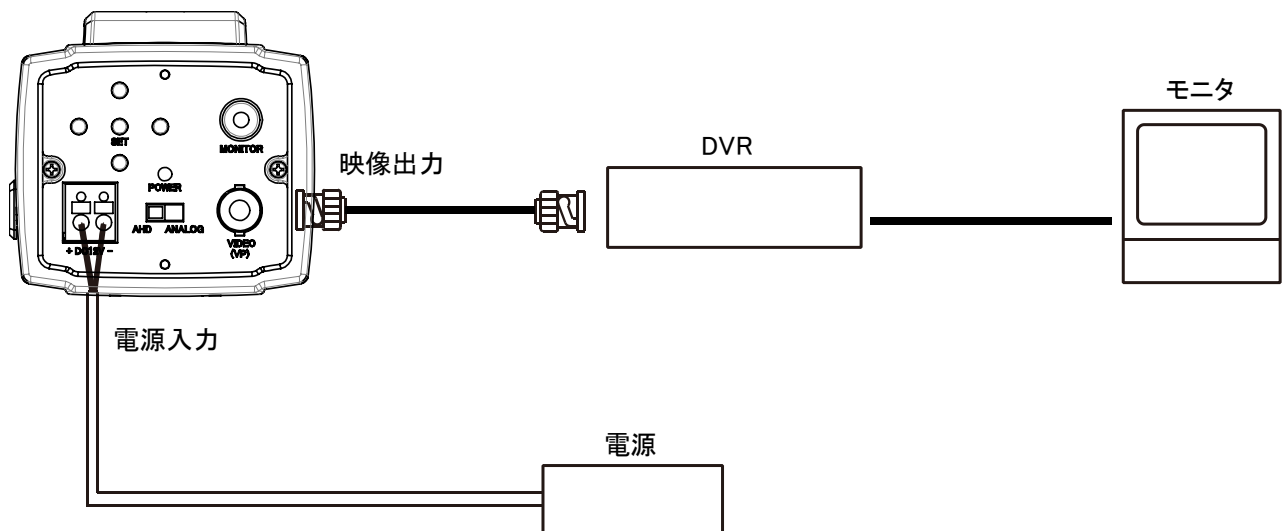 モニタ
DVR
映像出力
MONITOR
SET
POWER
AHD ANALOG
VIDEO
(VP)
+ DC12V −
電源入力
電源